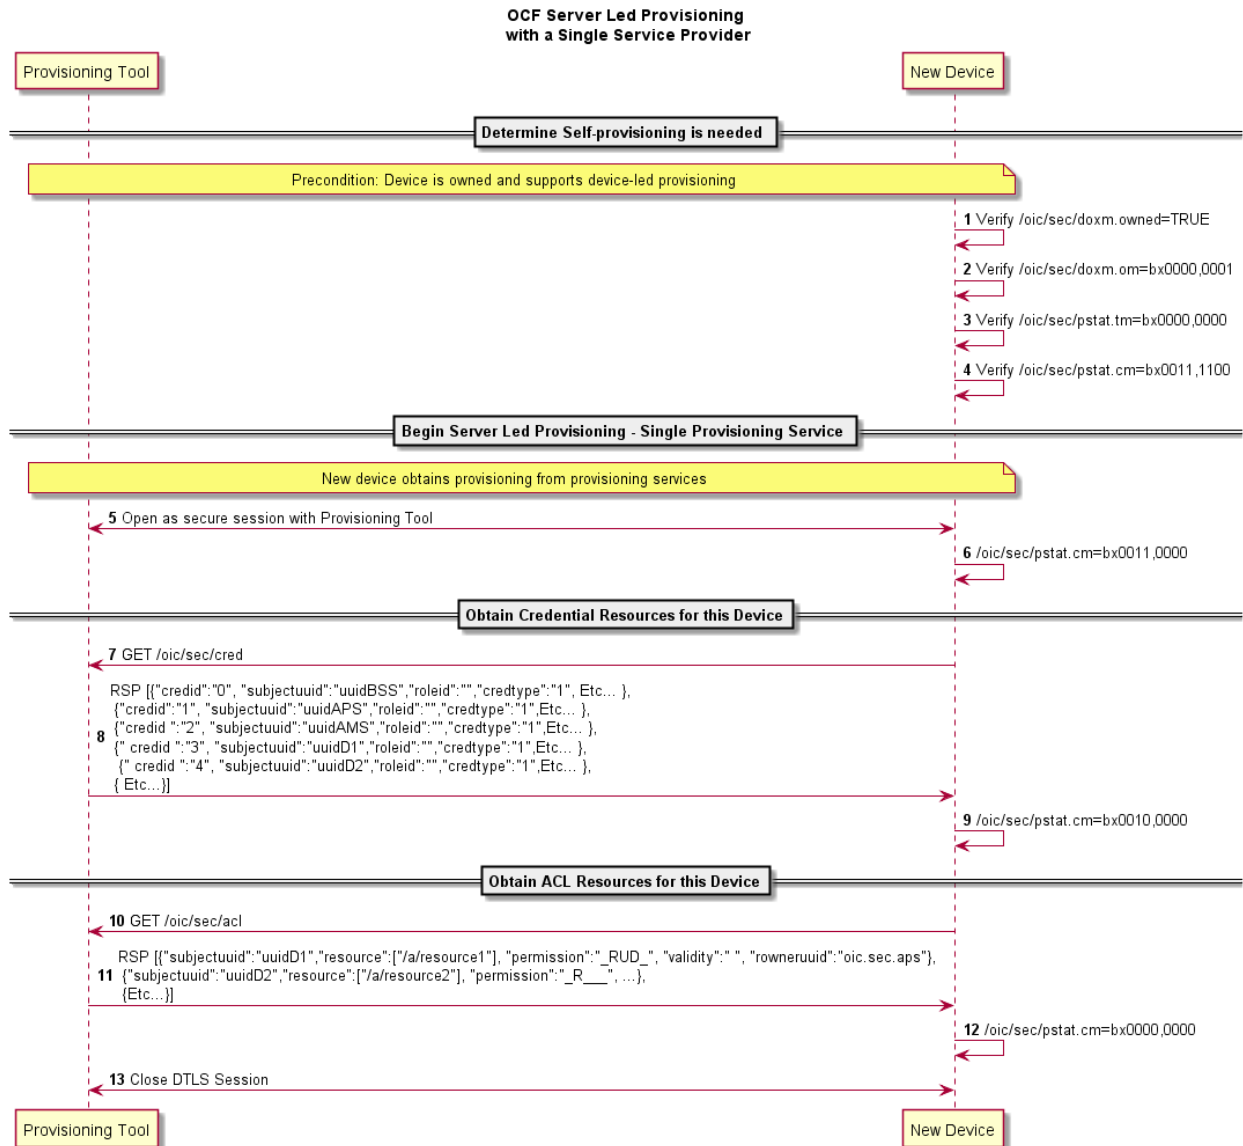 OCF Server Led Provisioning
with a Single Service Provider
Provisioning Tool
New Device
Determine Self-provisioning is needed
Precondition: Device is owned and supports device-led provisioning
1 Verify /oic/sec/doxm.owned=TRUE
2 Verify /oic/sec/doxm.om=bx0000,0001
3 Verify /oic/sec/pstat.tm=bx0000,0000
4 Verify /oic/sec/pstat.cm=bx0011,1100
Begin Server Led Provisioning - Single Provisioning Service
New device obtains provisioning from provisioning services
5 Open as secure session with Provisioning Tool
6 /oic/sec/pstat.cm=bx0011,0000
Obtain Credential Resources for this Device
7 GET /oic/sec/cred
RSP [{"credid":"0", "subjectuuid":"uuidBSS","roleid":"","credtype":"1", Etc... },
{"credid":"1", "subjectuuid":"uuidAPS","roleid":"","credtype":"1",Etc... },
{"credid ":"2", "subjectuuid":"uuidAMS","roleid":"","credtype":"1",Etc... },
8 {" credid ":"3", "subjectuuid":"uuidD1","roleid":"","credtype":"1",Etc... },
{" credid ":"4", "subjectuuid":"uuidD2","roleid":"","credtype":"1",Etc... },
{ Etc...}]
9 /oic/sec/pstat.cm=bx0010,0000
Obtain ACL Resources for this Device
10 GET /oic/sec/acl
RSP [{"subjectuuid":"uuidD1","resource":["/a/resource1"], "permission":"_RUD_", "validity":" ", "rowneruuid":"oic.sec.aps"},
11 {"subjectuuid":"uuidD2","resource":["/a/resource2"], "permission":"_R___", ...},
{Etc...}]
12 /oic/sec/pstat.cm=bx0000,0000
13 Close DTLS Session
Provisioning Tool
New Device